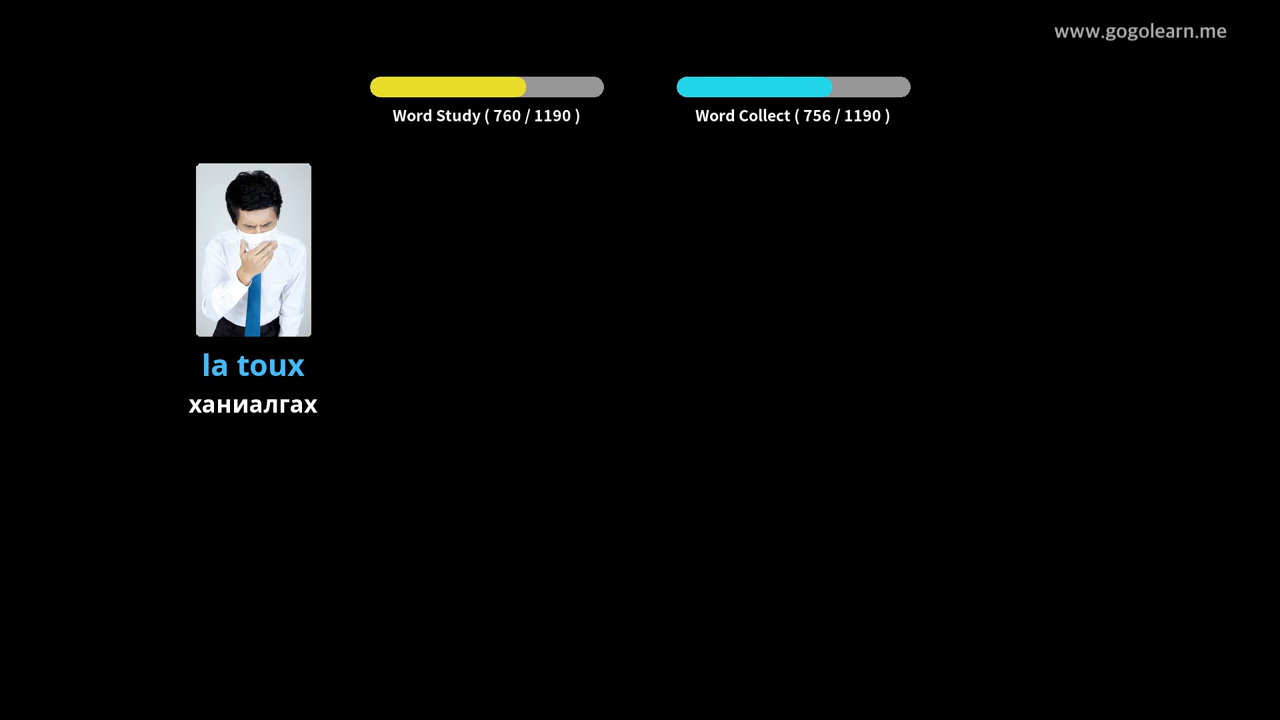 www.gogolearn.me
Word Study ( 760 / 1190 )
Word Collect ( 756 / 1190 )
la toux
ханиалгах